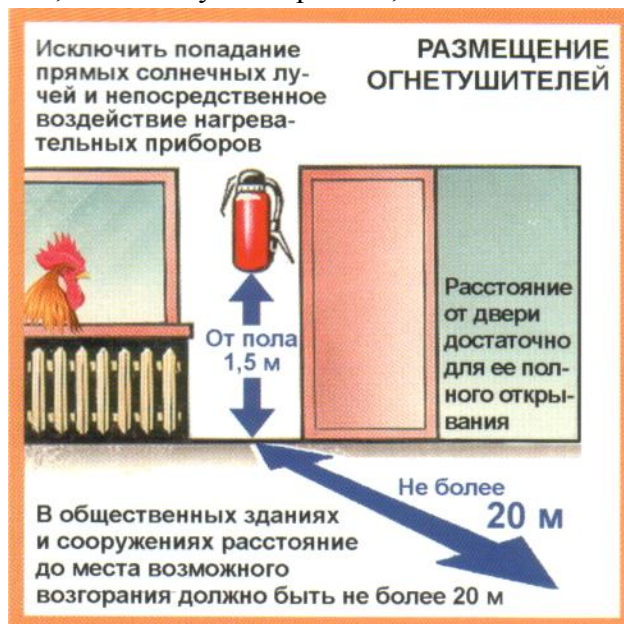 Исключить попадание
прямых солнечных лу-
чей и непосредственное
воздействие нагрева-
тельных приборов
РАЗМЕЩЕНИЕ
ОГНЕТУШИТЕЛЕЙ
От пола
1,5 м
Расстояние
от двери
достаточно
для ее пол-
ного откры-
вания
Не более
20 м
В общественных зданиях
и сооружениях расстояние
до места возможного
возгорания должно быть не более 20 м